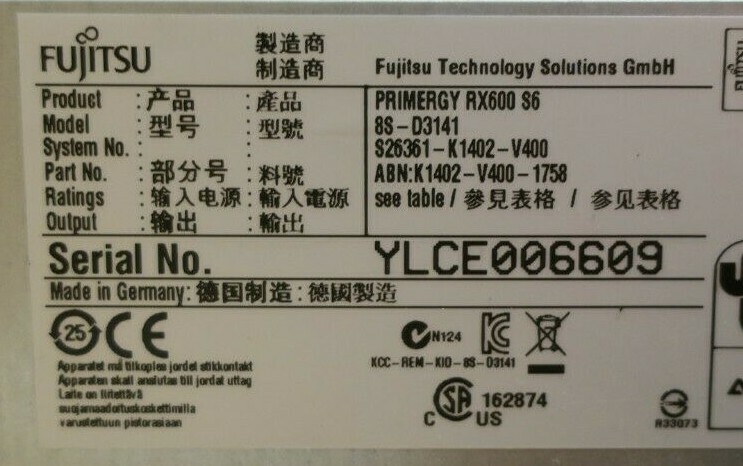 FUJITSU 製造商
制造商 Fujitsu Technology Solutions GmbH
Product : 产品 : 產品 PRIMERGY RX600 S6
Model : 型号 : 型號 8S-D3141
System No. : : S26361-K1402-V400
Part No. : 部分号 : 料號 ABN:K1402-V400-1758
Ratings : 输入电源 : 輸入電源 see table / 參見表格 / 参见表格
Output : 输出 : 輸出
Serial No. YLCE006609
Made in Germany: 德国制造 : 德國製造
25 CE N124
KCC-REM-KIO-8S-D3141
Apparatet må tilkoples jordet stikkontakt
Apparaten skall anslutas till jordat uttag
Laite on liitettävä
suojamaadoituskoskettimilla
varustettuun pistorasiaan
C SA US 162874
R33073